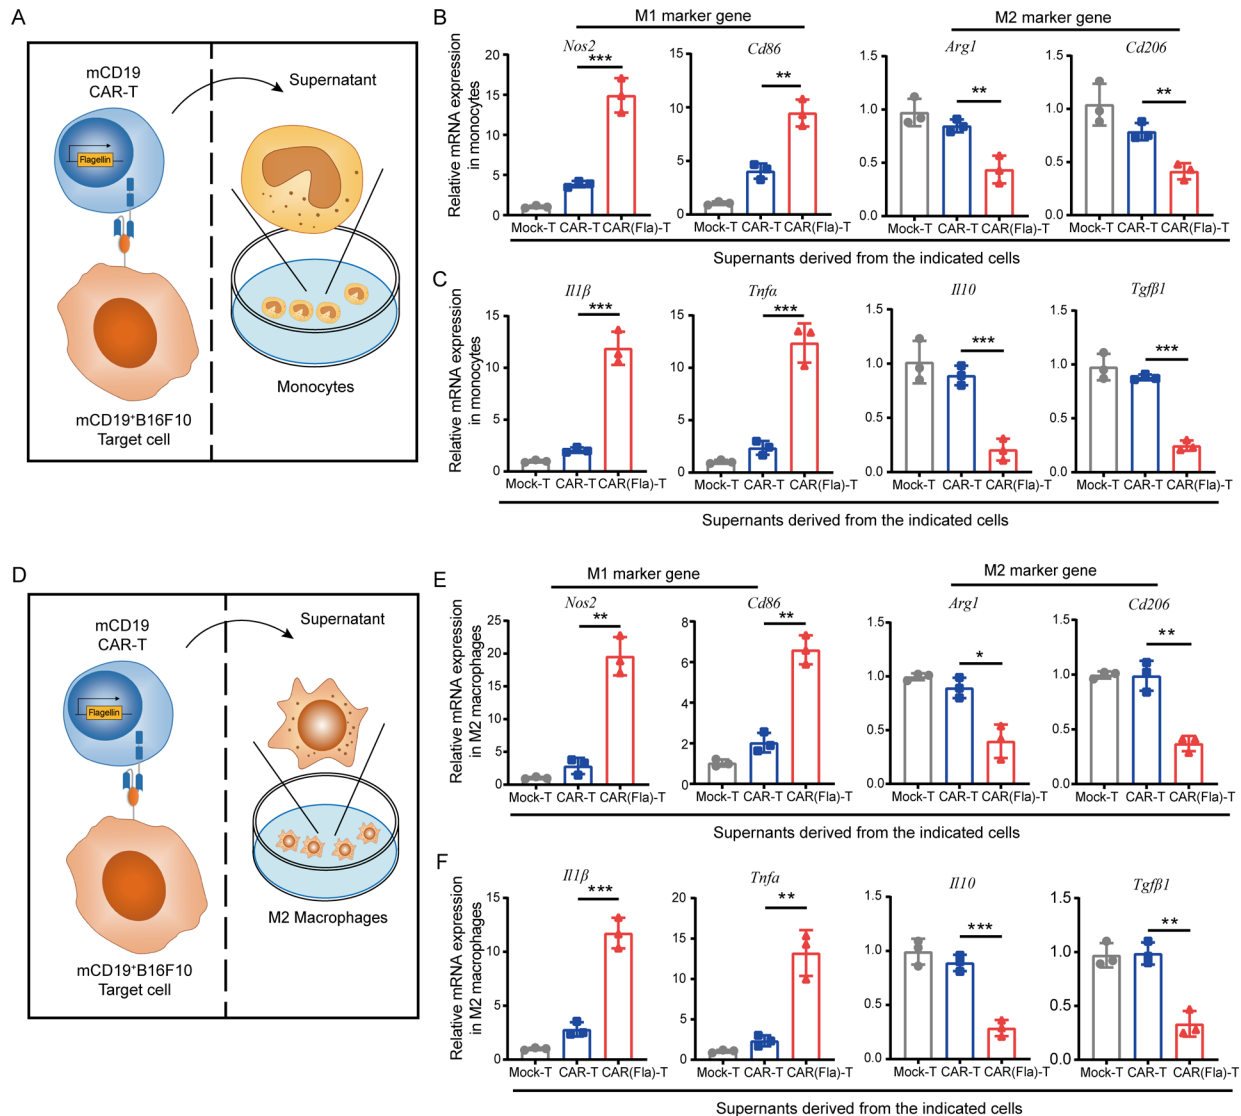 A
mCD19
CAR-T
Flagellin
mCD19⁺B16F10
Target cell
Supernatant
Monocytes
B
M1 marker gene
M2 marker gene
Relative mRNA expression
in monocytes
Nos2
***
20
15
10
5
0
Mock-T CAR-T CAR(Fla)-T
Cd86
**
15
10
5
0
Mock-T CAR-T CAR(Fla)-T
Arg1
**
1.5
1.0
0.5
0.0
Mock-T CAR-T CAR(Fla)-T
Cd206
**
1.5
1.0
0.5
0.0
Mock-T CAR-T CAR(Fla)-T
Supernants derived from the indicated cells
C
Relative mRNA expression
in monocytes
Il1β
***
15
10
5
0
Mock-T CAR-T CAR(Fla)-T
Tnfα
***
15
10
5
0
Mock-T CAR-T CAR(Fla)-T
Il10
***
1.5
1.0
0.5
0.0
Mock-T CAR-T CAR(Fla)-T
Tgfβ1
***
1.5
1.0
0.5
0.0
Mock-T CAR-T CAR(Fla)-T
Supernants derived from the indicated cells
D
mCD19
CAR-T
Flagellin
mCD19⁺B16F10
Target cell
Supernatant
M2 Macrophages
E
M1 marker gene
M2 marker gene
Relative mRNA expression
in M2 macrophages
Nos2
**
25
20
15
10
5
0
Mock-T CAR-T CAR(Fla)-T
Cd86
**
8
6
4
2
0
Mock-T CAR-T CAR(Fla)-T
Arg1
*
1.5
1.0
0.5
0.0
Mock-T CAR-T CAR(Fla)-T
Cd206
**
1.5
1.0
0.5
0.0
Mock-T CAR-T CAR(Fla)-T
Supernants derived from the indicated cells
F
Relative mRNA expression
in M2 macrophages
Il1β
***
15
10
5
0
Mock-T CAR-T CAR(Fla)-T
Tnfa
**
20
15
10
5
0
Mock-T CAR-T CAR(Fla)-T
Il10
***
1.5
1.0
0.5
0.0
Mock-T CAR-T CAR(Fla)-T
Tgfβ1
**
1.5
1.0
0.5
0.0
Mock-T CAR-T CAR(Fla)-T
Supernants derived from the indicated cells